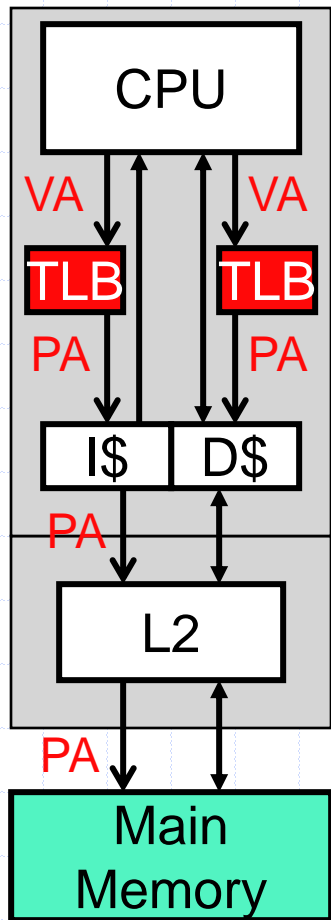 CPU
VA VA
TLB TLB
PA PA
I$ D$
PA
L2
PA
Main
Memory